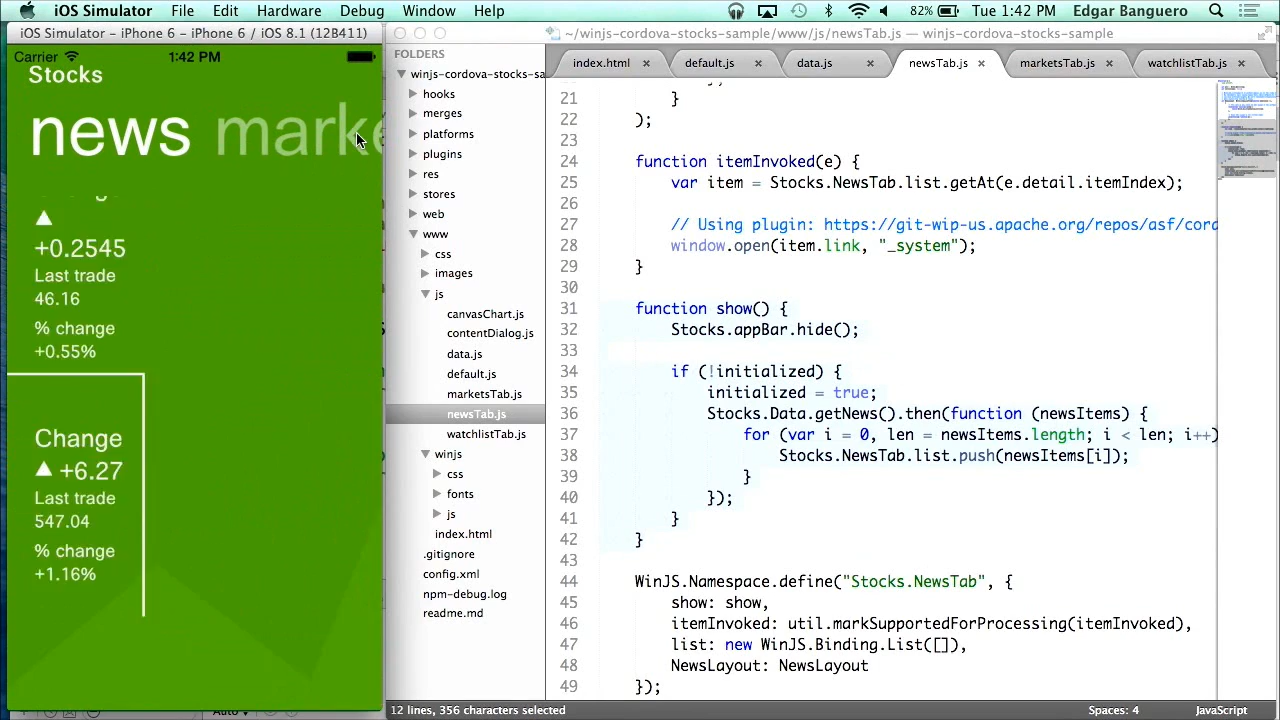 iOS Simulator File Edit Hardware Debug Window Help 82% Tue 1:42 PM Edgar Banguero
iOS Simulator - iPhone 6 - iPhone 6 / iOS 8.1 (12B411)
Carrier 1:42 PM
Stocks
news mark
+0.2545
Last trade
46.16
% change
+0.55%
Change
+6.27
Last trade
547.04
% change
+1.16%
Auto
~/winjs-cordova-stocks-sample/www/js/newsTab.js — winjs-cordova-stocks-sample
FOLDERS
winjs-cordova-stocks-sa
hooks
merges
platforms
plugins
res
stores
web
www
css
images
js
canvasChart.js
contentDialog.js
data.js
default.js
marketsTab.js
newsTab.js
watchlistTab.js
winjs
css
fonts
js
index.html
.gitignore
config.xml
npm-debug.log
readme.md
index.html × default.js × data.js × newsTab.js × marketsTab.js × watchlistTab.js ×
21 }
22 );
23
24 function itemInvoked(e) {
25 var item = Stocks.NewsTab.list.getAt(e.detail.itemIndex);
26
27 // Using plugin: https://git-wip-us.apache.org/repos/asf/cord
28 window.open(item.link, "_system");
29 }
30
31 function show() {
32 Stocks.appBar.hide();
33
34 if (!initialized) {
35 initialized = true;
36 Stocks.Data.getNews().then(function (newsItems) {
37 for (var i = 0, len = newsItems.length; i < len; i++)
38 Stocks.NewsTab.list.push(newsItems[i]);
39 }
40 });
41 }
42 }
43
44 WinJS.Namespace.define("Stocks.NewsTab", {
45 show: show,
46 itemInvoked: util.markSupportedForProcessing(itemInvoked),
47 list: new WinJS.Binding.List([]),
48 NewsLayout: NewsLayout
49 });
12 lines, 356 characters selected Spaces: 4 JavaScript